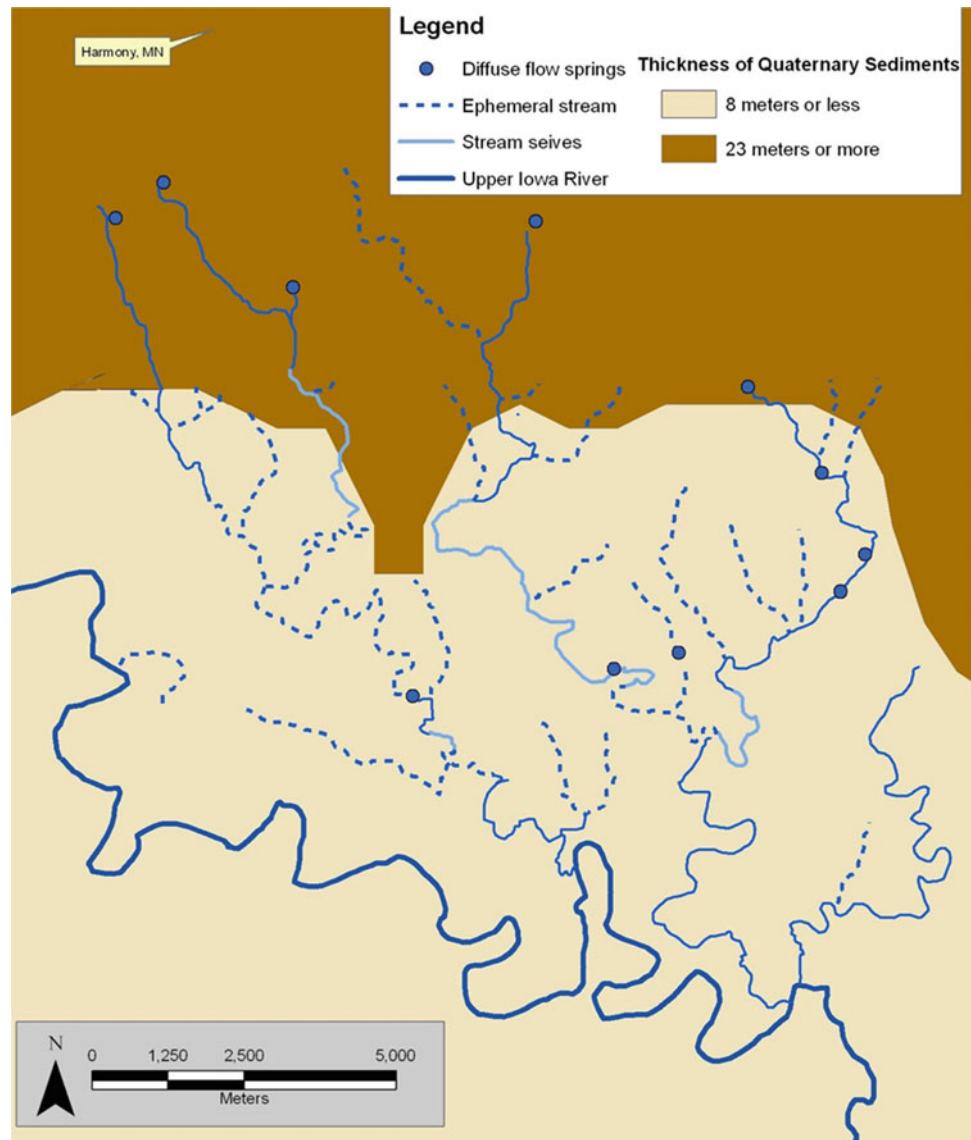 Harmony, MN
Legend
Diffuse flow springs
Ephemeral stream
Stream seives
Upper Iowa River
Thickness of Quaternary Sediments
8 meters or less
23 meters or more
N
0 1,250 2,500 5,000
Meters